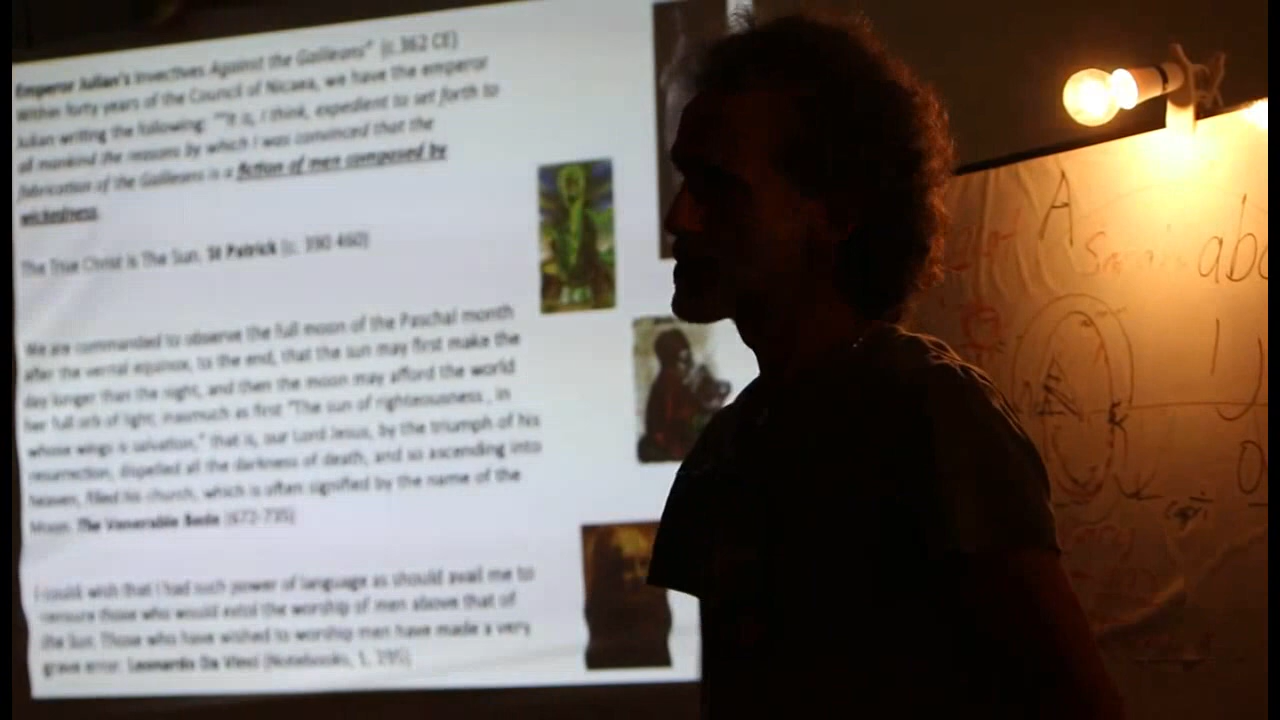 Emperor Julian's Invectives Against the Galileans" (c.362 CE)
Within forty years of the Council of Nicaea, we have the emperor
Julian writing the following: ""It is, I think, expedient to set forth to
all mankind the reasons by which I was convinced that the
fabrication of the Galileans is a fiction of men composed by
wickedness.
The True Christ is The Sun. St Patrick (c. 390 460)
We are commanded to observe the full moon of the Paschal month
after the vernal equinox, to the end, that the sun may first make the
day longer than the night, and then the moon may afford the world
her full orb of light, inasmuch as first "The sun of righteousness, in
whose wings is salvation," that is, our Lord Jesus, by the triumph of his
resurrection, dispelled all the darkness of death, and so ascending into
heaven, filled his church, which is often signified by the name of the
Moon. The Venerable Bede (672-735)
I could wish that I had such power of language as should avail me to
censure those who would extol the worship of men above that of
the Sun. Those who have wished to worship men have made a very
grave error. Leonardo Da Vinci (Notebooks, 1. 295)
A
abc